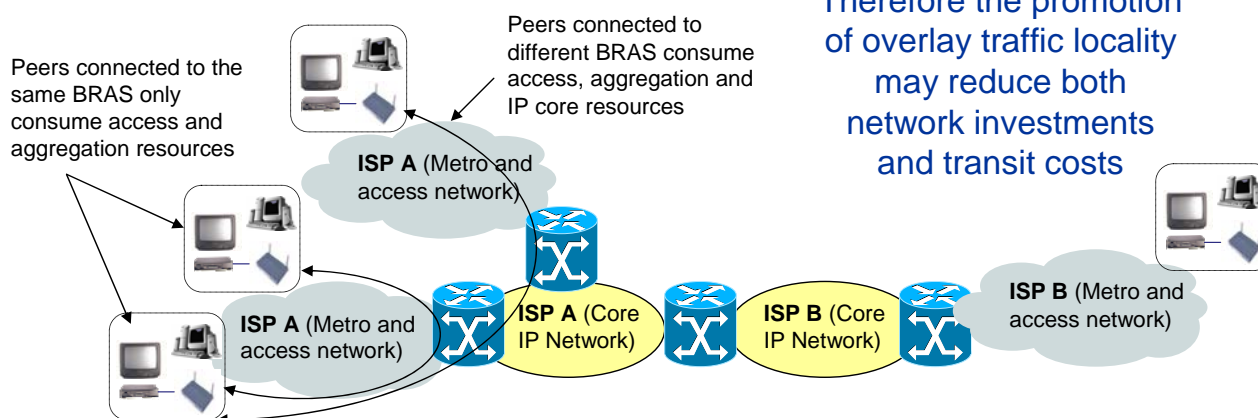 Therefore the promotion
of overlay traffic locality
may reduce both
network investments
and transit costs
Peers connected to
different BRAS consume
access, aggregation and
IP core resources
Peers connected to the
same BRAS only
consume access and
aggregation resources
ISP A (Metro and
access network)
ISP A (Metro and
access network)
ISP A (Core
IP Network)
ISP B (Core
IP Network)
ISP B (Metro and
access network)